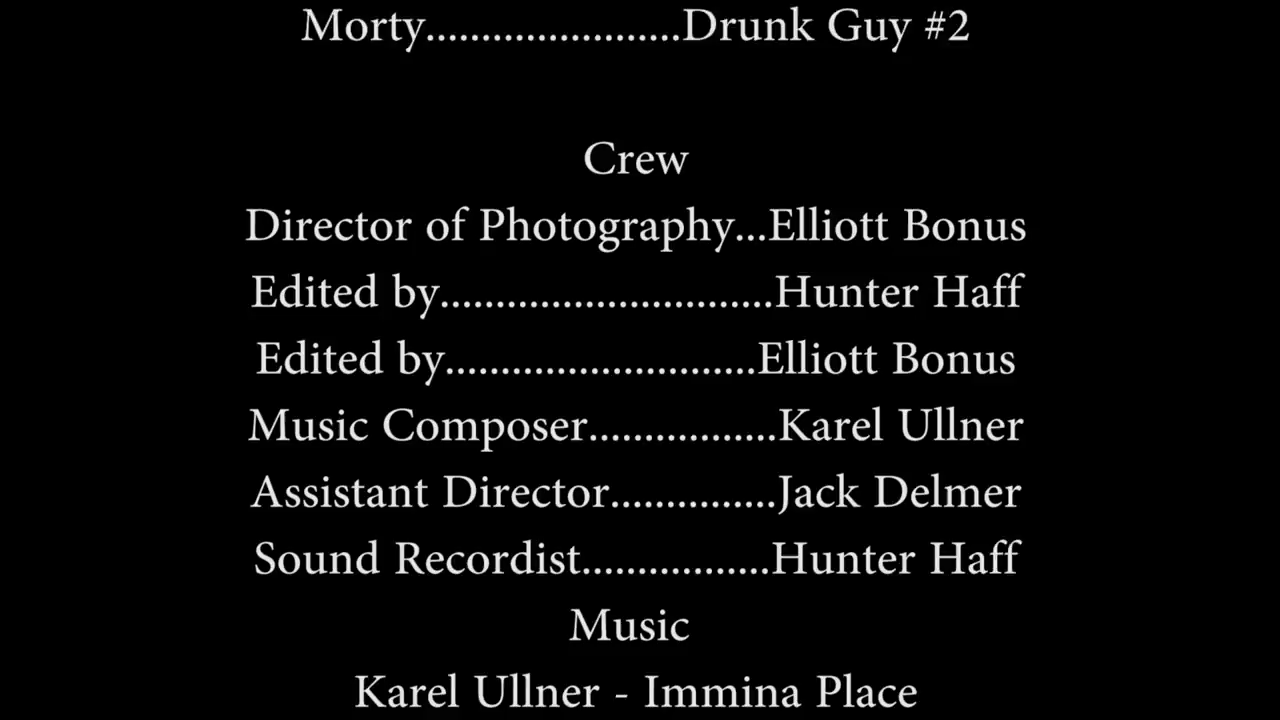 Morty.......................Drunk Guy #2
Crew
Director of Photography...Elliott Bonus
Edited by..............................Hunter Haff
Edited by............................Elliott Bonus
Music Composer.................Karel Ullner
Assistant Director...............Jack Delmer
Sound Recordist.................Hunter Haff
Music
Karel Ullner - Immina Place